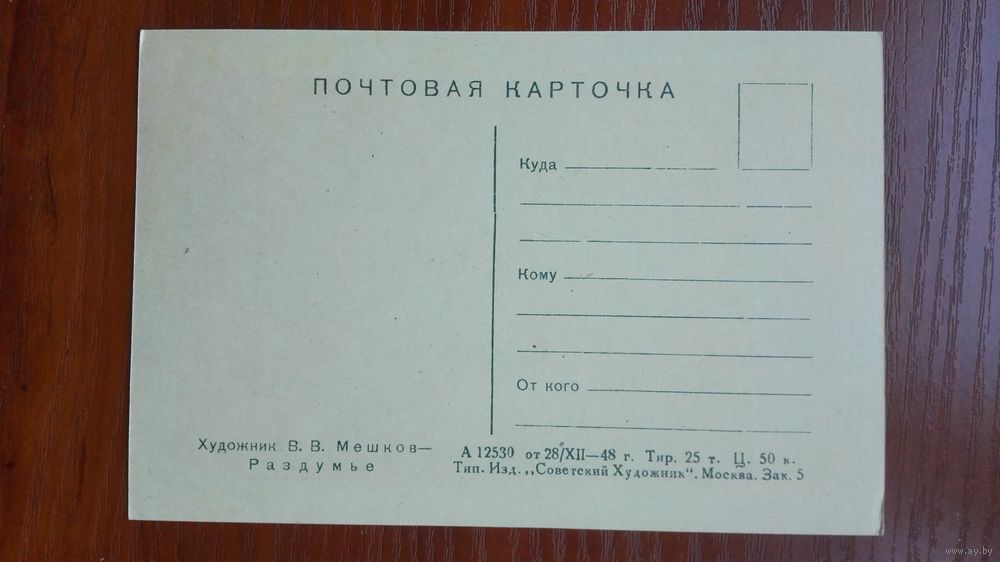 ПОЧТОВАЯ КАРТОЧКА
Куда
Кому
От кого
Художник В. В. Мешков—
Раздумье
А 12530 от 28/XII—48 г. Тир. 25 т. Ц. 50 к.
Тип. Изд. „Советский Художник“. Москва. Зак. 5
www.ay.by